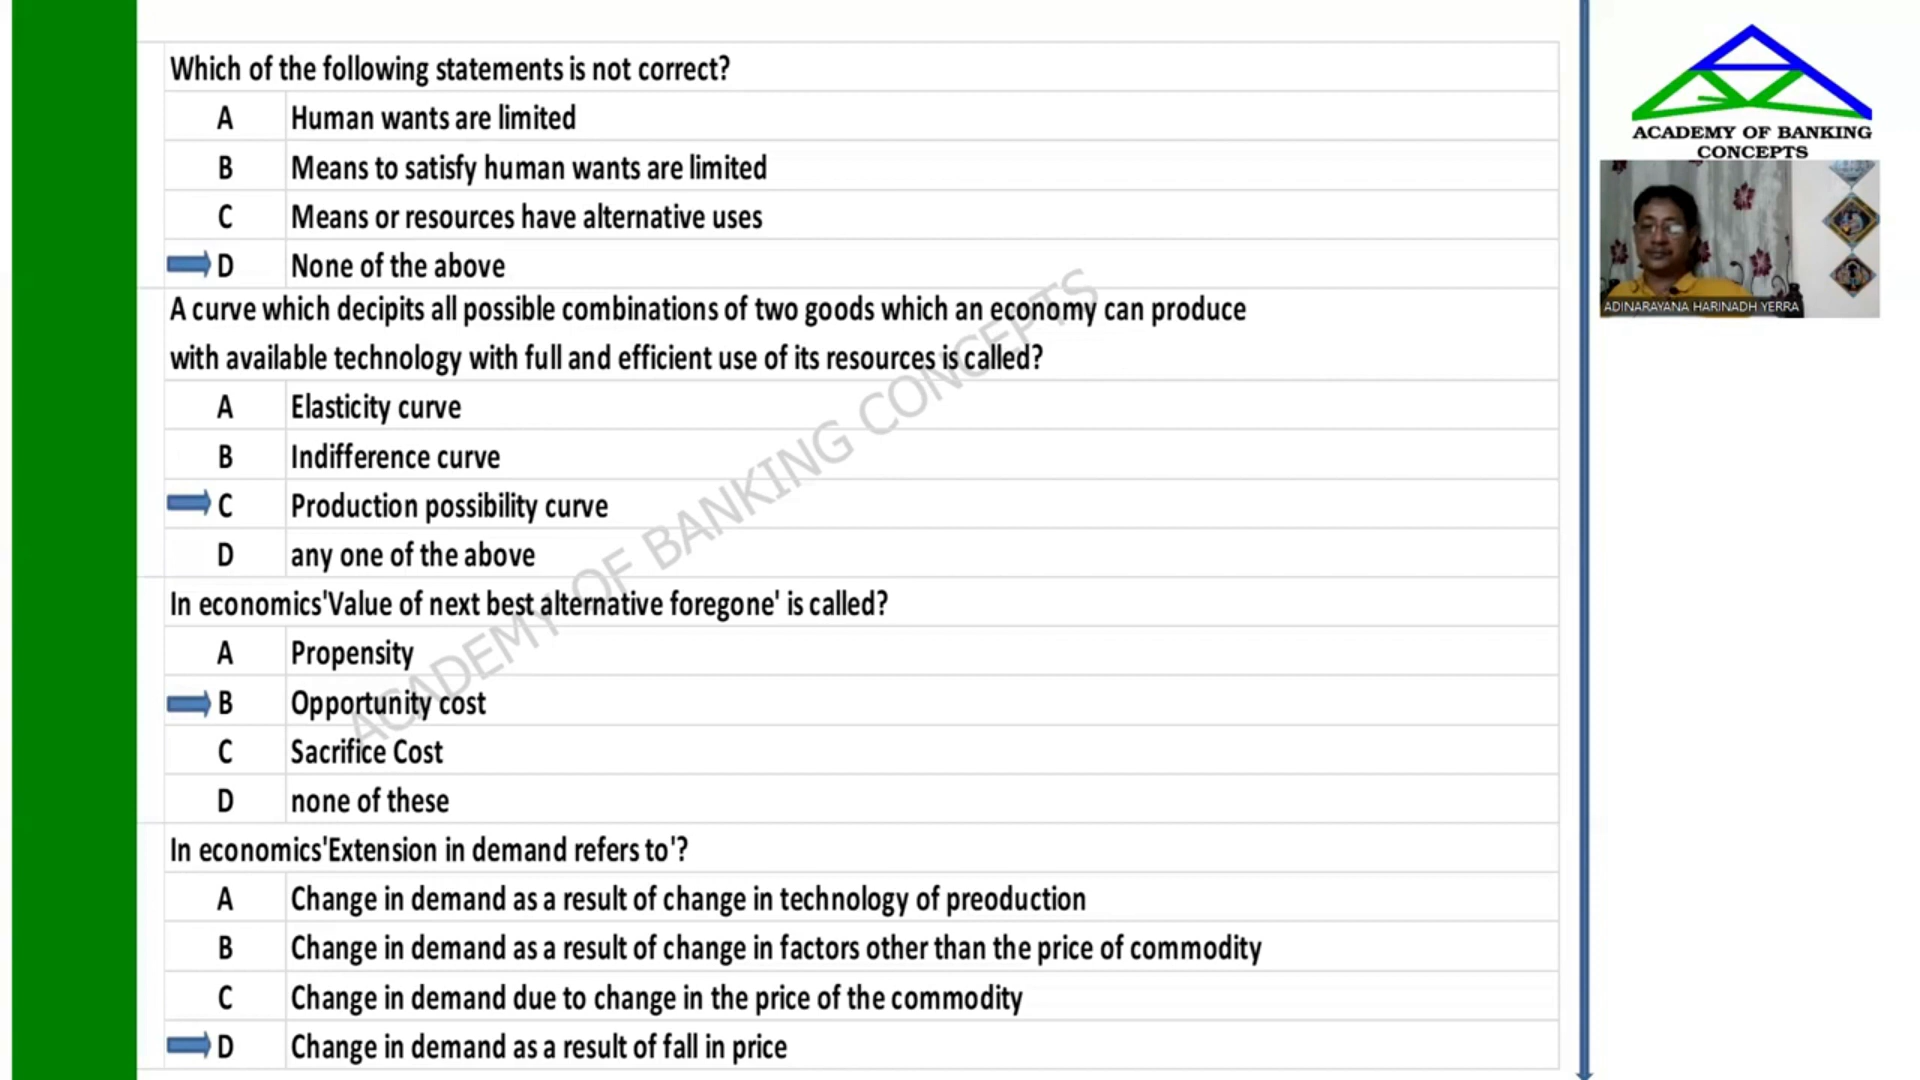 Which of the following statements is not correct?
A Human wants are limited
B Means to satisfy human wants are limited
C Means or resources have alternative uses
D None of the above
A curve which decipits all possible combinations of two goods which an economy can produce
with available technology with full and efficient use of its resources is called?
A Elasticity curve
B Indifference curve
C Production possibility curve
D any one of the above
In economics'Value of next best alternative foregone' is called?
A Propensity
B Opportunity cost
C Sacrifice Cost
D none of these
In economics'Extension in demand refers to'?
A Change in demand as a result of change in technology of preoduction
B Change in demand as a result of change in factors other than the price of commodity
C Change in demand due to change in the price of the commodity
D Change in demand as a result of fall in price
ACADEMY OF BANKING CONCEPTS
ACADEMY OF BANKING
CONCEPTS
ADINARAYANA HARINADH YERRA